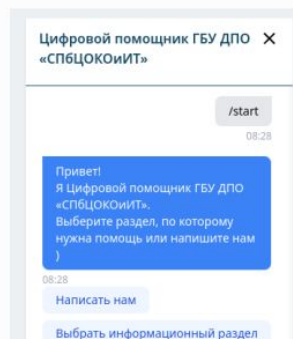 Цифровой помощник ГБУ ДПО
«СПбЦОКОиИТ»
/start
08:28
Привет!
Я Цифровой помощник ГБУ ДПО
«СПбЦОКОиИТ».
Выберите раздел, по которому
нужна помощь или напишите нам
)
08:28
Написать нам
Выбрать информационный раздел